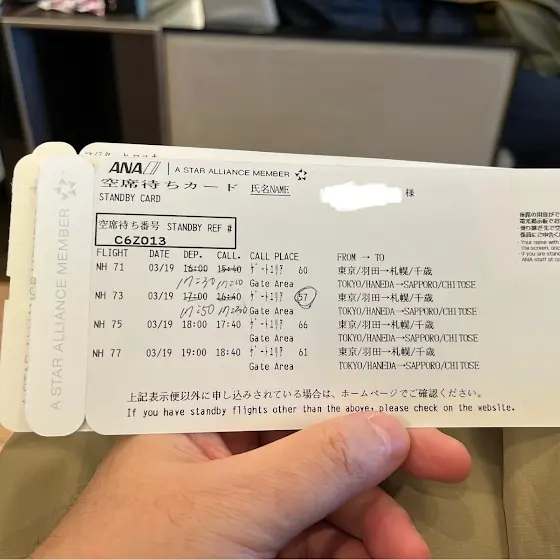 ANA A STAR ALLIANCE MEMBER
空席待ちカード 氏名NAME 様
STANDBY CARD
空席待ち番号 STANDBY REF #
C6Z013
FLIGHT DATE DEP. CALL. CALL PLACE FROM → TO
NH 71 03/19 16:00 15:40 ｹﾞｰﾄｴﾘｱ 60 東京/羽田→札幌/千歳
17:30 Gate Area TOKYO/HANEDA→SAPPORO/CHITOSE
NH 73 03/19 17:00 16:40 ｹﾞｰﾄｴﾘｱ 57 東京/羽田→札幌/千歳
17:50 Gate Area TOKYO/HANEDA→SAPPORO/CHITOSE
NH 75 03/19 18:00 17:40 ｹﾞｰﾄｴﾘｱ 66 東京/羽田→札幌/千歳
Gate Area TOKYO/HANEDA→SAPPORO/CHITOSE
NH 77 03/19 19:00 18:40 ｹﾞｰﾄｴﾘｱ 61 東京/羽田→札幌/千歳
Gate Area TOKYO/HANEDA→SAPPORO/CHITOSE
上記表示便以外に申し込みされている場合は、ホームページでご確認ください。
If you have standby flights other than the above, please check on the website.
A STAR ALLIANCE MEMBER